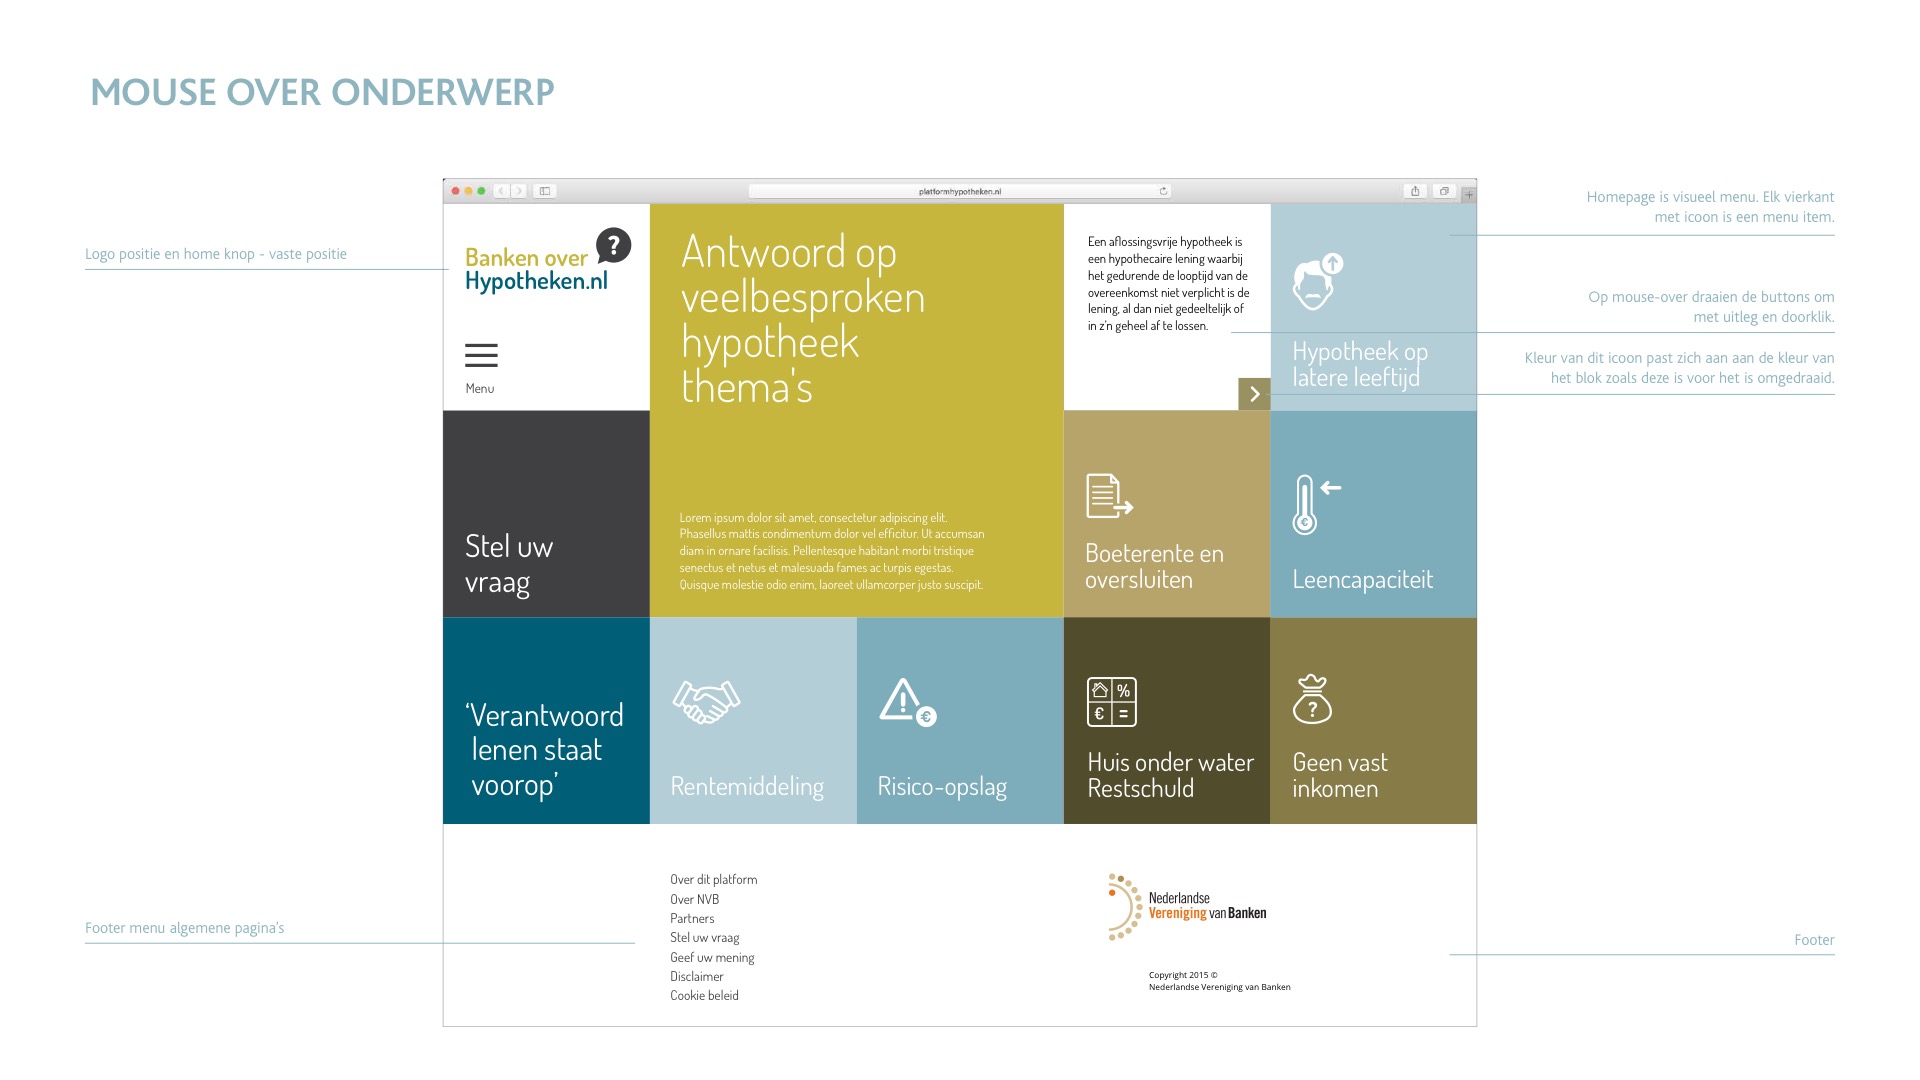 MOUSE OVER ONDERWERP
platformhypotheken.nl
Homepage is visueel menu. Elk vierkant
met icoon is een menu item.
Logo positie en home knop - vaste positie
Banken over
Hypotheken.nl
?
Menu
Antwoord op
veelbesproken
hypotheek
thema's
Lorem ipsum dolor sit amet, consectetur adipiscing elit.
Phasellus mattis condimentum dolor vel efficitur. Ut accumsan
diam in ornare facilisis. Pellentesque habitant morbi tristique
senectus et netus et malesuada fames ac turpis egestas.
Quisque molestie odio enim, laoreet ullamcorper justo suscipit.
Een aflossingsvrije hypotheek is
een hypothecaire lening waarbij
het gedurende de looptijd van de
overeenkomst niet verplicht is de
lening, al dan niet gedeeltelijk of
in z'n geheel af te lossen.
Hypotheek op
latere leeftijd
Op mouse-over draaien de buttons om
met uitleg en doorklik.
Kleur van dit icoon past zich aan aan de kleur van
het blok zoals deze is voor het is omgedraaid.
Stel uw
vraag
Boeterente en
oversluiten
€
Leencapaciteit
‘Verantwoord
lenen staat
voorop’
Rentemiddeling
! €
Risico-opslag
%
€ =
Huis onder water
Restschuld
?
Geen vast
inkomen
Footer menu algemene pagina's
Over dit platform
Over NVB
Partners
Stel uw vraag
Geef uw mening
Disclaimer
Cookie beleid
Nederlandse
Vereniging van Banken
Copyright 2015 ©
Nederlandse Vereniging van Banken
Footer